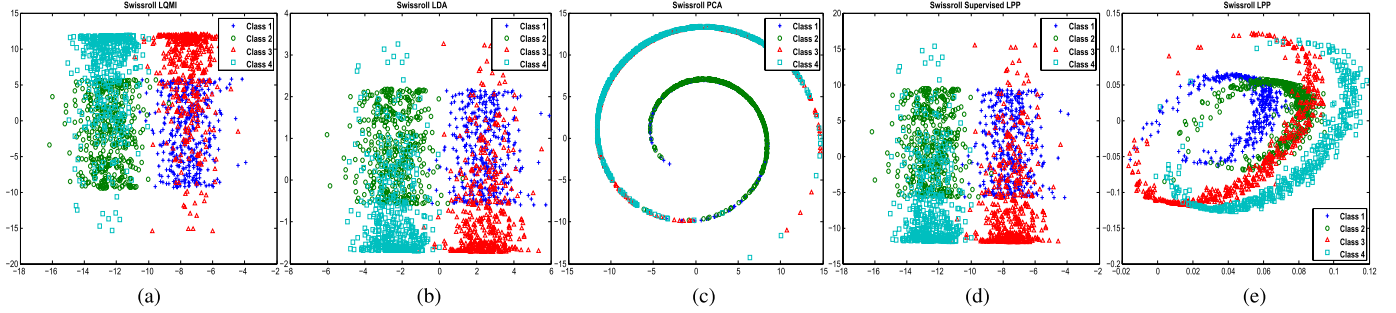 Swissroll LQMI
15
10
5
0
−5
−10
−15
−20
−18
−16
−14
−12
−10
−8
−6
−4
−2
Class 1
Class 2
Class 3
Class 4
(a)
Swissroll LDA
4
3
2
1
0
−1
−2
−8
−6
−4
−2
0
2
4
6
Class 1
Class 2
Class 3
Class 4
(b)
Swissroll PCA
15
10
5
0
−5
−10
−15
−15
−10
−5
0
5
10
15
Class 1
Class 2
Class 3
Class 4
(c)
Swissroll Supervised LPP
20
15
10
5
0
−5
−10
−15
−18
−16
−14
−12
−10
−8
−6
−4
−2
Class 1
Class 2
Class 3
Class 4
(d)
Swissroll LPP
0.15
0.1
0.05
0
−0.05
−0.1
−0.15
−0.2
−0.02
0
0.02
0.04
0.06
0.08
0.1
0.12
Class 1
Class 2
Class 3
Class 4
(e)